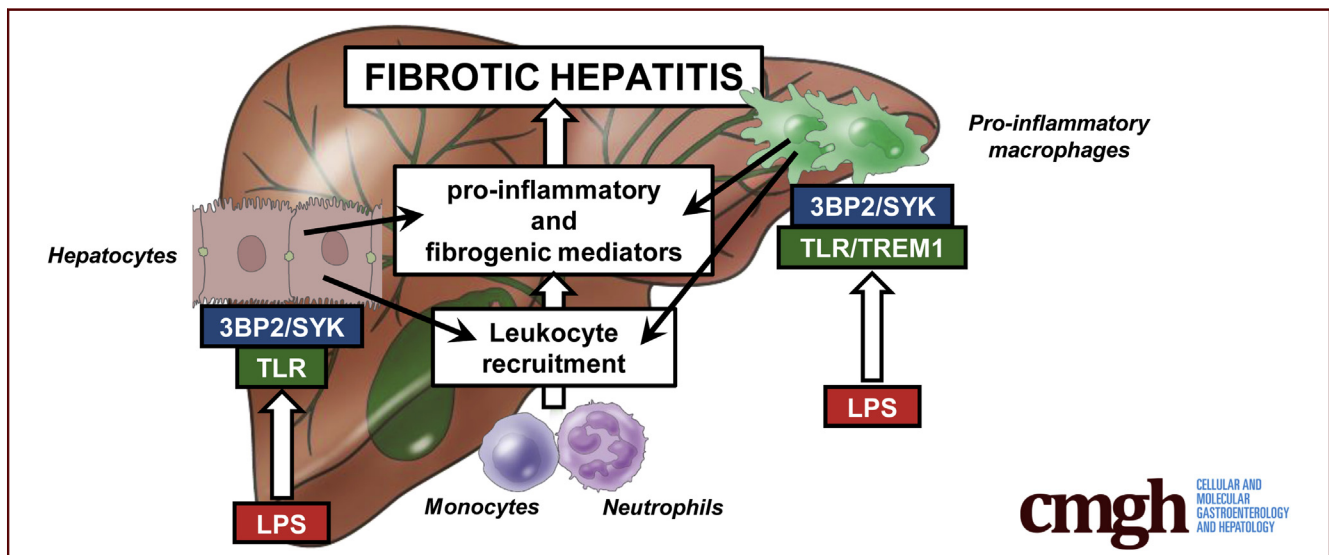 FIBROTIC HEPATITIS
Pro-inflammatory
macrophages
pro-inflammatory
and
fibrogenic mediators
3BP2/SYK
TLR/TREM1
Hepatocytes
3BP2/SYK
TLR
Leukocyte
recruitment
LPS
Monocytes
Neutrophils
LPS
cmgh
CELLULAR AND
MOLECULAR
GASTROENTEROLOGY
AND HEPATOLOGY